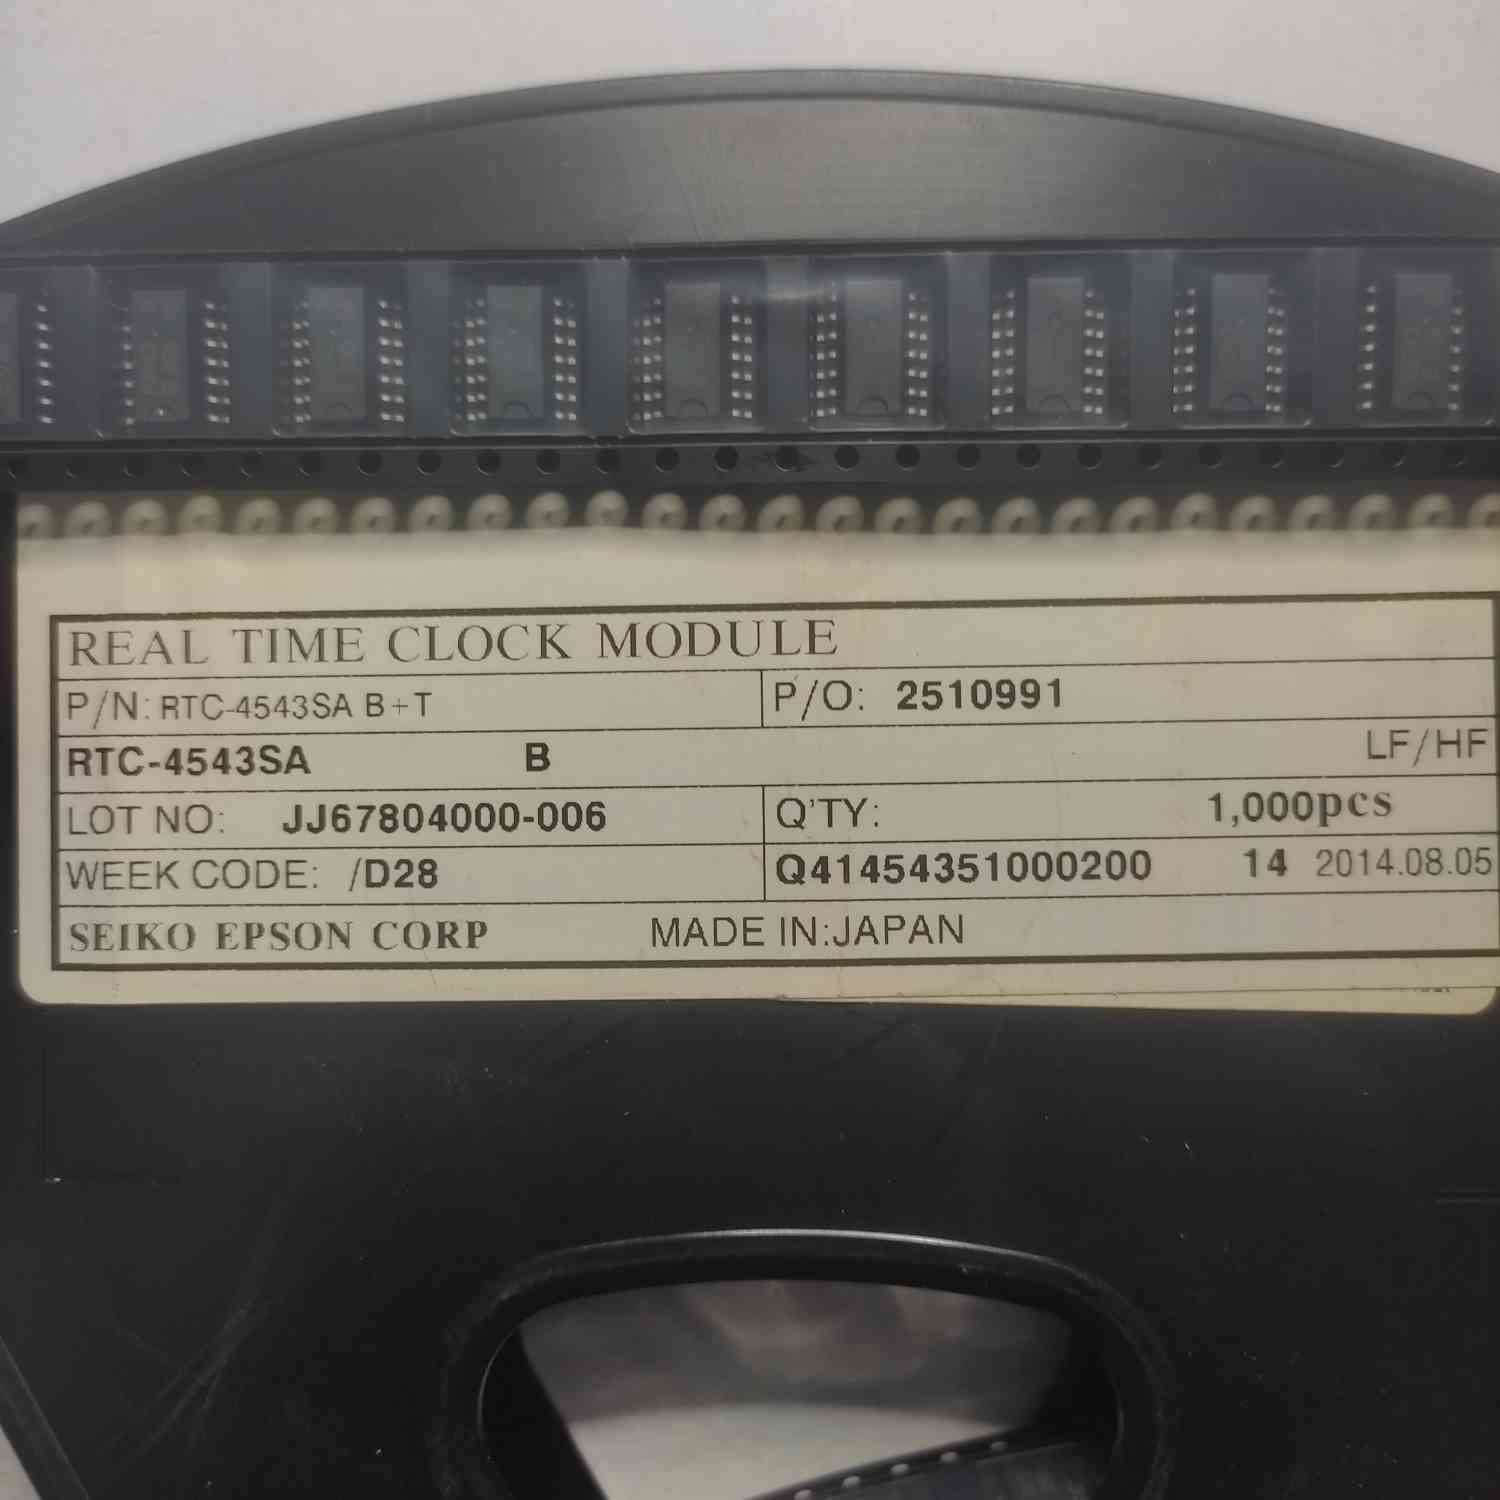 REAL TIME CLOCK MODULE
P/N: RTC-4543SA B+T P/O: 2510991
RTC-4543SA B LF/HF
LOT NO: JJ67804000-006 Q'TY: 1,000pcs
WEEK CODE: /D28 Q41454351000200 14 2014.08.05
SEIKO EPSON CORP MADE IN:JAPAN